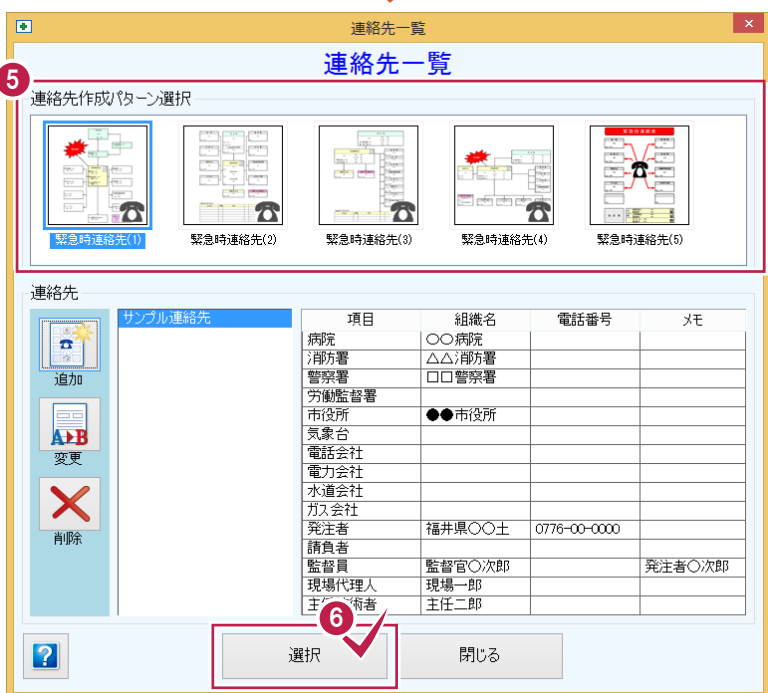 連絡先一覧
連絡先一覧
5
連絡先作成パターン選択
緊急時連絡先(1) 緊急時連絡先(2) 緊急時連絡先(3) 緊急時連絡先(4) 緊急時連絡先(5)
連絡先
追加
変更
削除
サンプル連絡先
項目 組織名 電話番号 メモ
病院 〇〇病院
消防署 △△消防署
警察署 □□警察署
労働監督署
市役所 ●●市役所
気象台
電話会社
電力会社
水道会社
ガス会社
発注者 福井県〇〇土 0776-00-0000
請負者
監督員 監督官〇次郎 発注者〇次郎
現場代理人 現場一郎
主任 術者 主任二郎
6
選択 閉じる